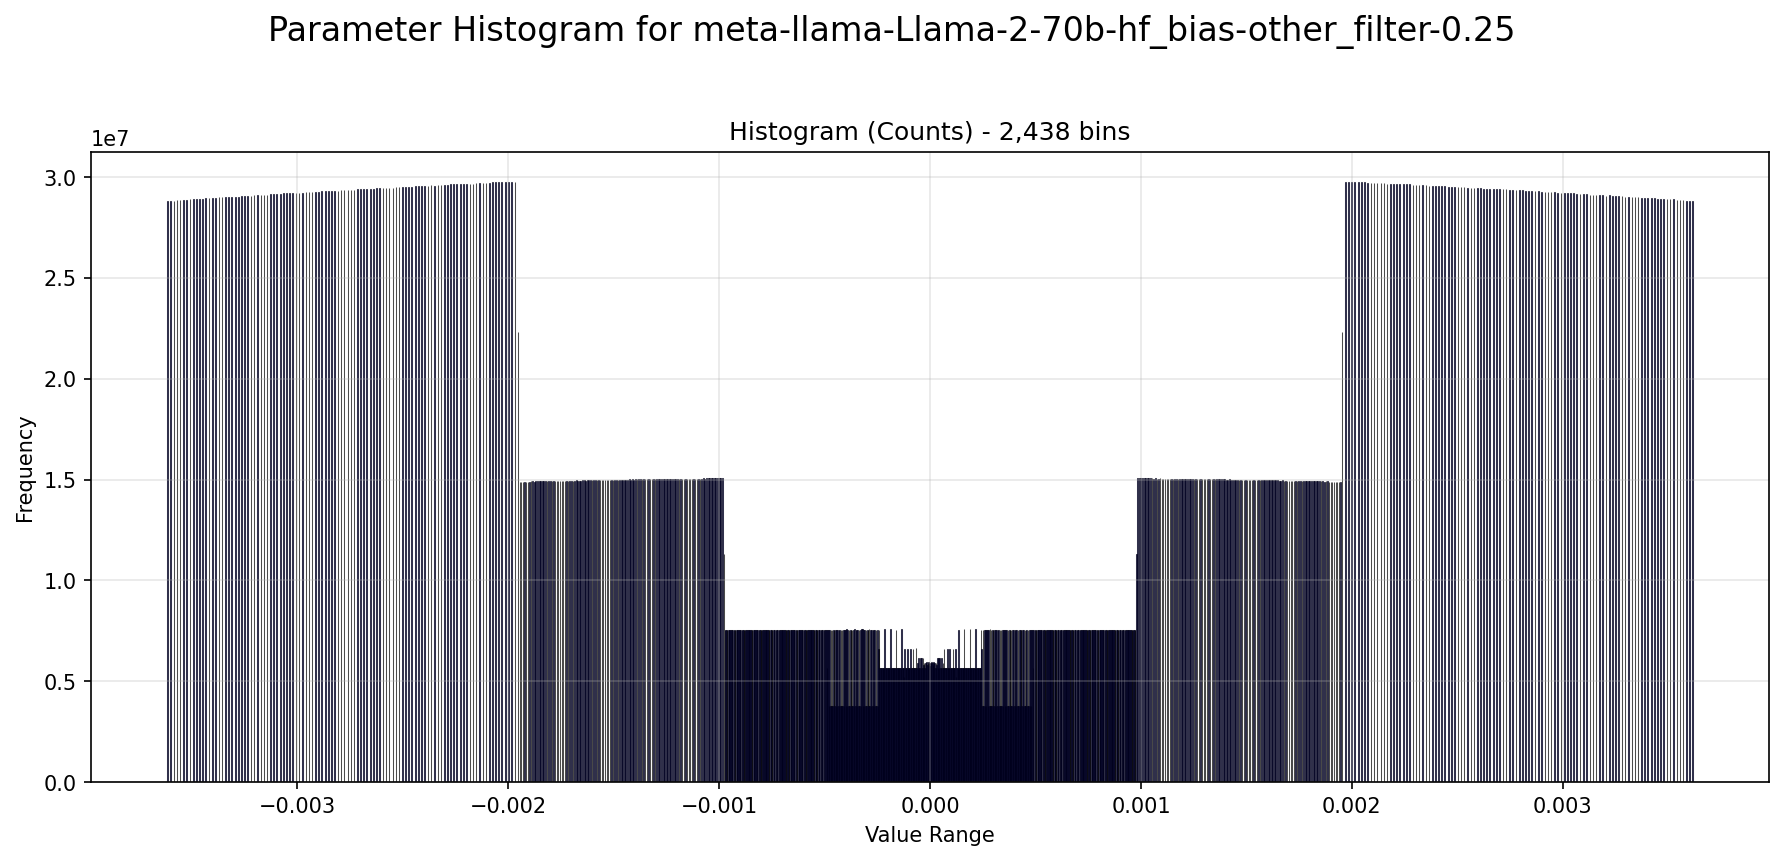 Parameter Histogram for meta-llama-Llama-2-70b-hf_bias-other_filter-0.25
Histogram (Counts) - 2,438 bins
1e7
3.0
2.5
2.0
1.5
1.0
0.5
0.0
Frequency
−0.003 −0.002 −0.001 0.000 0.001 0.002 0.003
Value Range